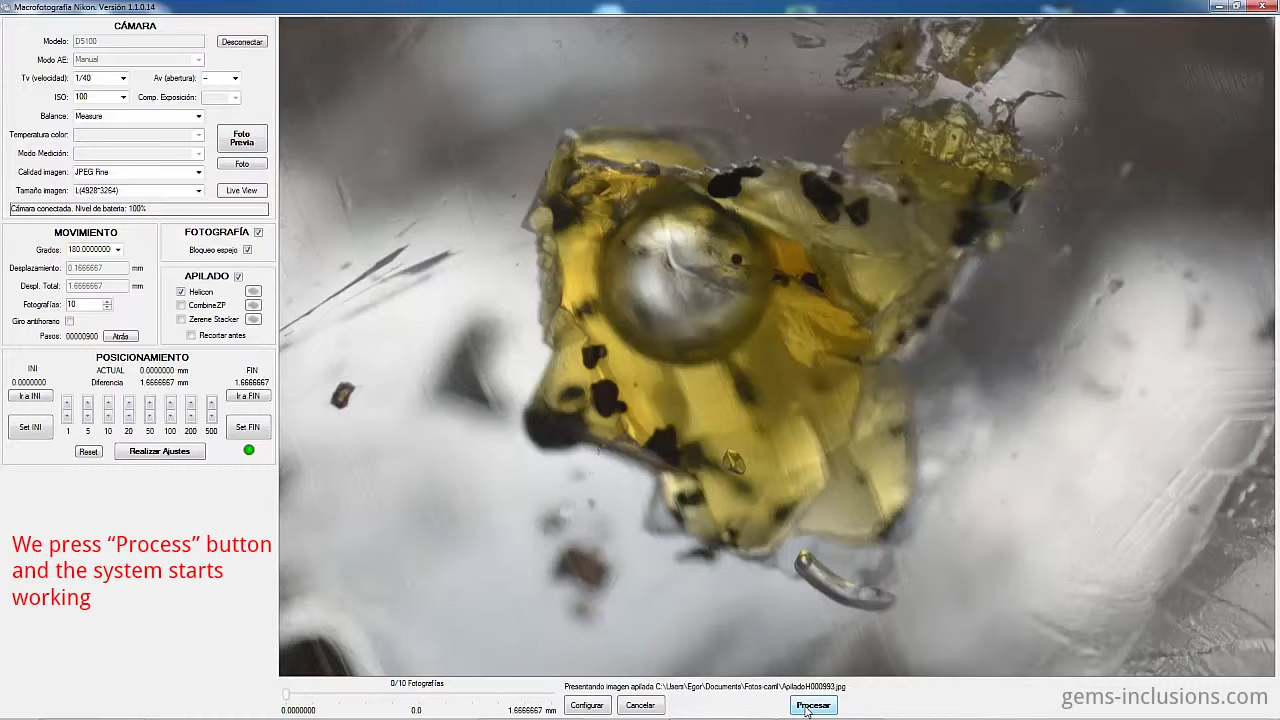 Macrofotografía Nikon. Versión 1.1.0.14
CÁMARA
Modelo: D5100 Desconectar
Modo AE: Manual
Tv (velocidad): 1/40 Av (abertura): --
ISO: 100 Comp. Exposición:
Balance: Measure
Temperatura color:
Foto Previa
Modo Medición:
Foto
Calidad imagen: JPEG Fine
Tamaño imagen: L(4928*3264) Live View
Cámara conectada. Nivel de batería: 100%
MOVIMIENTO
Grados: 180.0000000
Desplazamiento: 0.1666667 mm
Despl. Total: 1.6666667 mm
Fotografías: 10
Giro antihorario
Pasos: 00000900 Atrás
FOTOGRAFÍA
Bloqueo espejo
APILADO
Helicon
CombineZP
Zerene Stacker
Recortar antes
POSICIONAMIENTO
INI ACTUAL 0.0000000 mm FIN
0.0000000 Diferencia 1.6666667 mm 1.6666667
Ir a INI Ir a FIN
Set INI Set FIN
1 5 10 20 50 100 200 500
Reset Realizar Ajustes
We press “Process” button
and the system starts
working
0/10 Fotografías
0.0000000 0.0 1.6666667 mm
Presentando imagen apilada C:\Users\Egor\Documents\Fotos-caml\ApiladoH000993.jpg
Configurar Cancelar Procesar
gems-inclusions.com